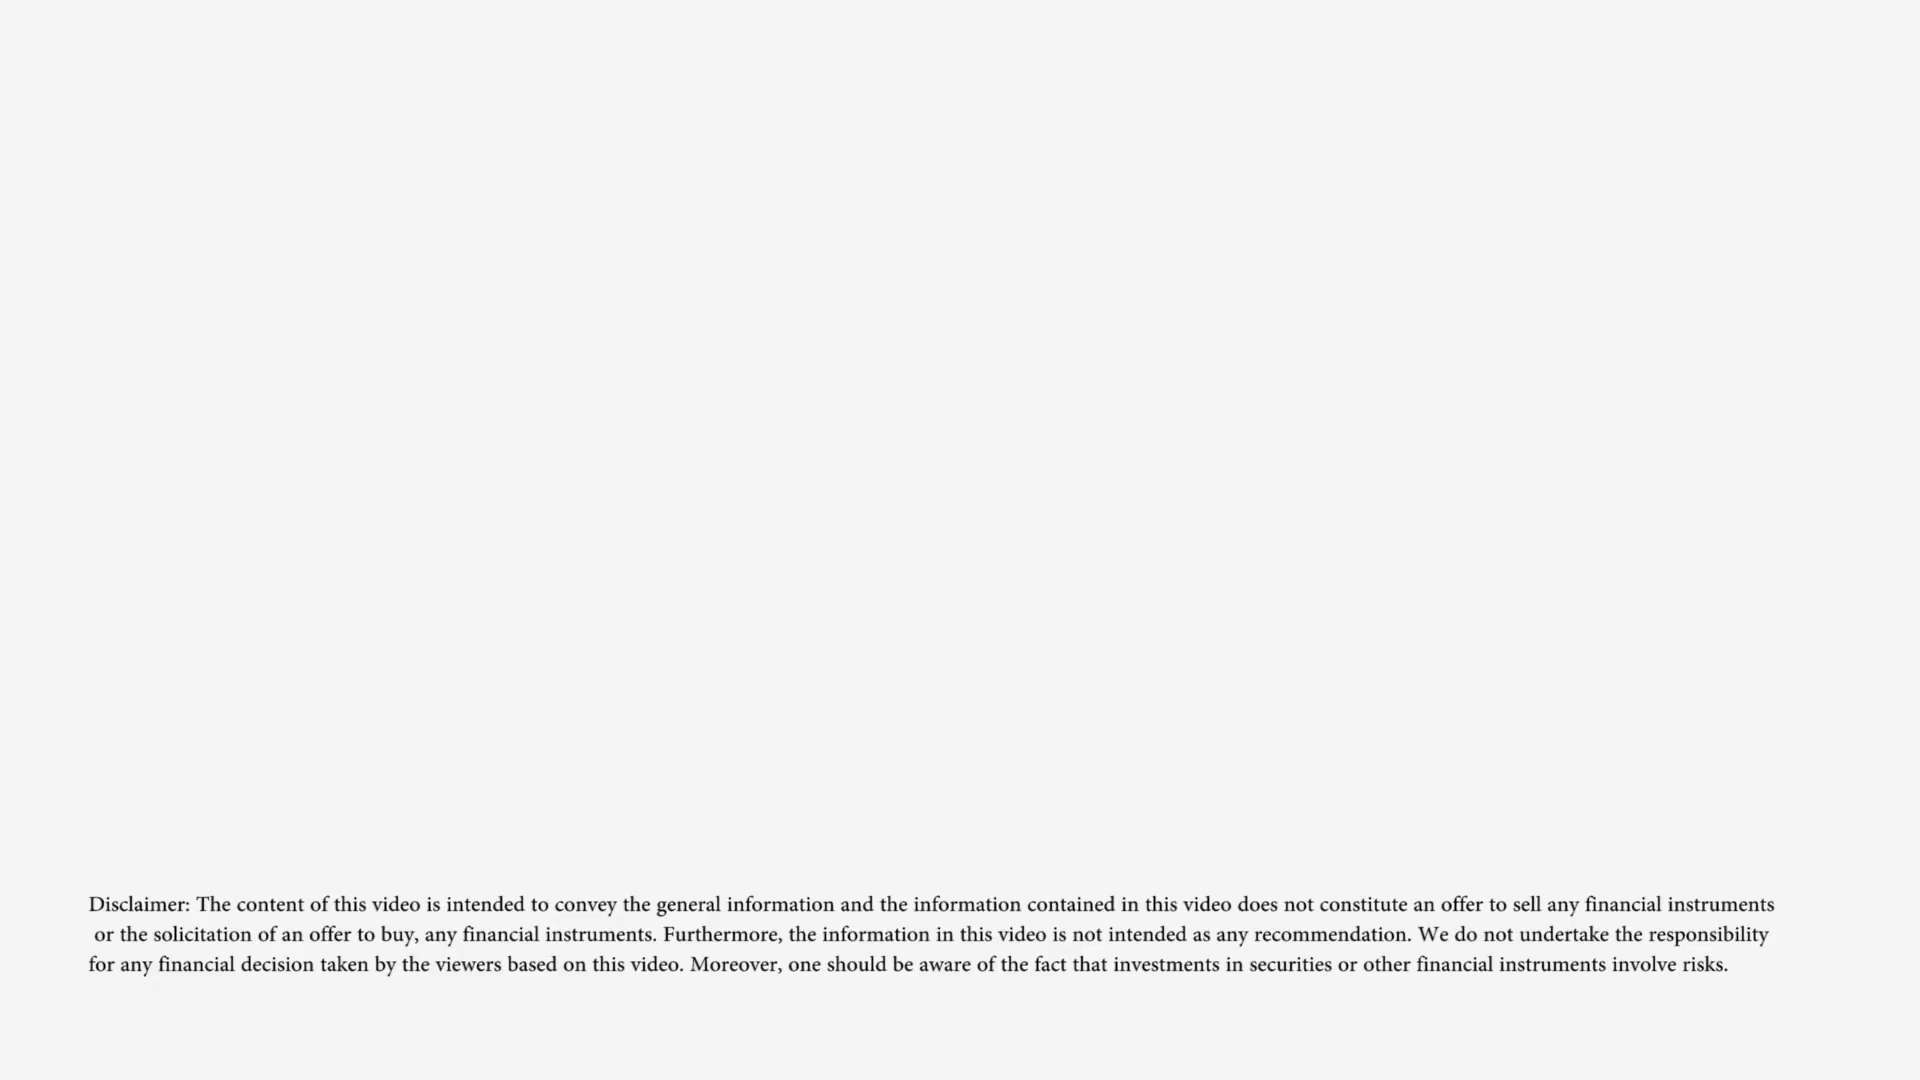 Disclaimer: The content of this video is intended to convey the general information and the information contained in this video does not constitute an offer to sell any financial instruments
or the solicitation of an offer to buy, any financial instruments. Furthermore, the information in this video is not intended as any recommendation. We do not undertake the responsibility
for any financial decision taken by the viewers based on this video. Moreover, one should be aware of the fact that investments in securities or other financial instruments involve risks.